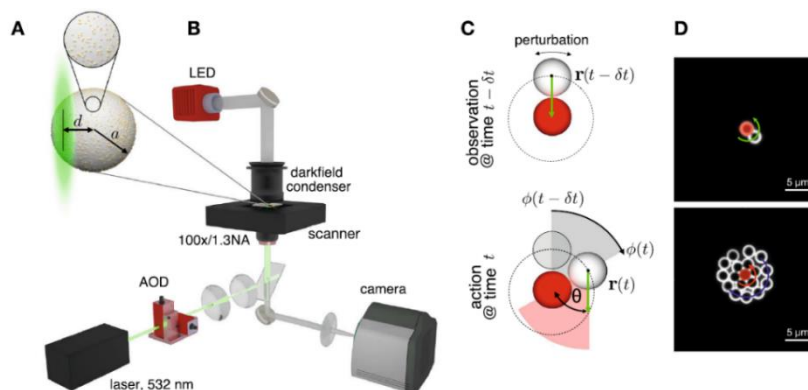 A
B
C
D
LED
d
a
darkfield
condenser
scanner
100x/1.3NA
AOD
camera
laser, 532 nm
perturbation
r(t − δt)
observation
@ time t − δt
ϕ(t − δt)
ϕ(t)
r(t)
θ
action
@ time t
5 µm
5 µm